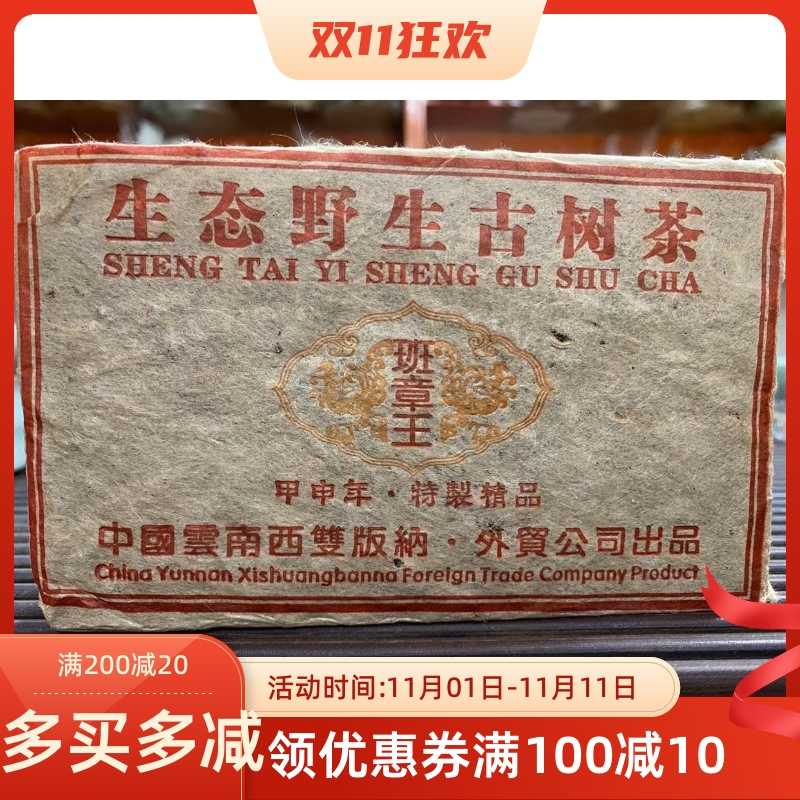 双11狂欢
生态野生古树茶
SHENG TAI YI SHENG GU SHU CHA
班章王
甲申年·特製精品
中國雲南西雙版納·外貿公司出品
China Yunnan Xishuangbanna Foreign Trade Company Product
满200减20
多买多减
活动时间:11月01日-11月11日
领优惠券满100减10